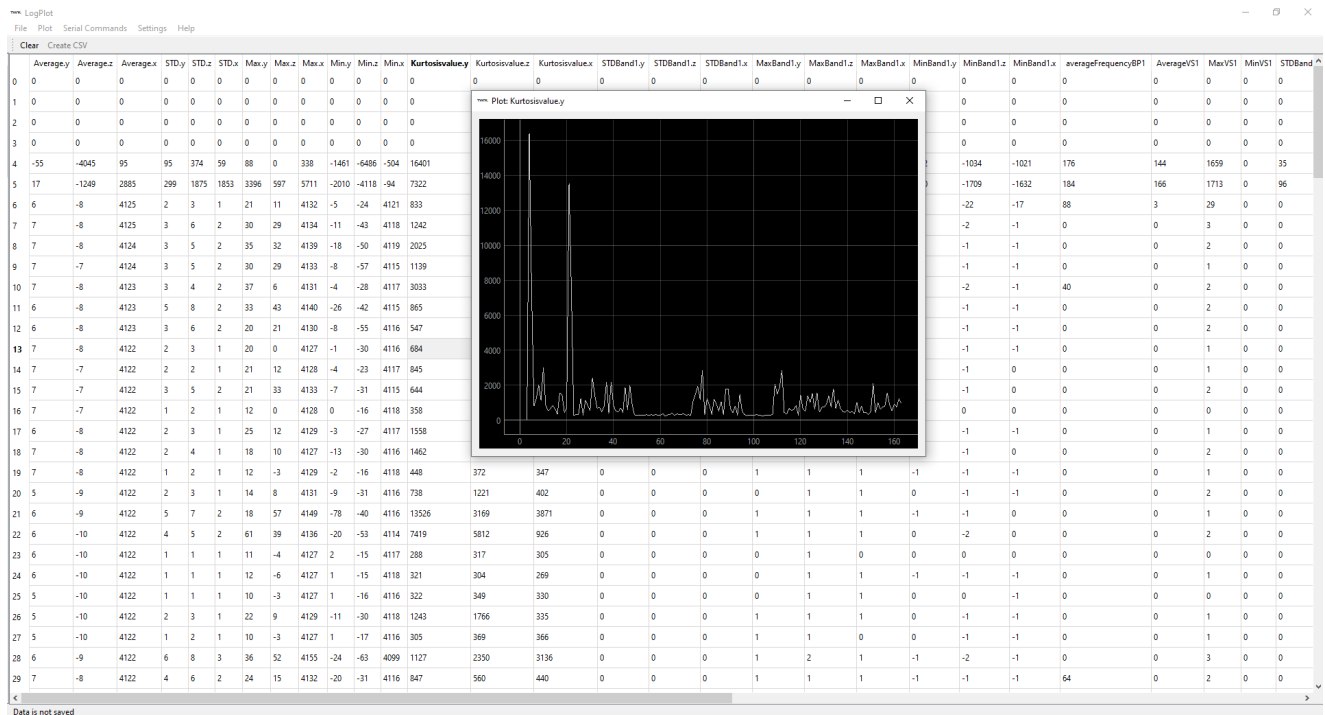 LogPlot
File Plot Serial Commands Settings Help
Clear Create CSV
Average.y Average.z Average.x STD.y STD.z STD.x Max.y Max.z Max.x Min.y Min.z Min.x Kurtosisvalue.y Kurtosisvalue.z Kurtosisvalue.x STDBand1.y STDBand1.z STDBand1.x MaxBand1.y MaxBand1.z MaxBand1.x MinBand1.y MinBand1.z MinBand1.x averageFrequencyBP1 AverageVS1 MaxVS1 MinVS1 STDBand
0 0 0 0 0 0 0 0 0 0 0 0 0 0 0 0 0 0 0 0 0 0 0 0 0 0 0 0 0 0
1 0 0 0 0 0 0 0 0 0 0 0 0 0 0 0 0 0 0 0
2 0 0 0 0 0 0 0 0 0 0 0 0 0 0 0 0 0 0 0
3 0 0 0 0 0 0 0 0 0 0 0 0 0 0 0 0 0 0 0
4 -55 -4045 95 95 374 59 88 0 338 -1461 -6486 -504 16401 -1034 -1021 176 144 1659 0 35
5 17 -1249 2885 299 1875 1853 3396 597 5711 -2010 -4118 -94 7322 -1709 -1632 184 166 1713 0 96
6 6 -8 4125 2 3 1 21 11 4132 -5 -24 4121 833 -22 -17 88 3 29 0 0
7 7 -8 4125 3 6 2 30 29 4134 -11 -43 4118 1242 -2 -1 0 0 3 0 0
8 7 -8 4124 3 5 2 35 32 4139 -18 -50 4119 2025 -1 -1 0 0 2 0 0
9 7 -7 4124 3 5 2 30 29 4133 -8 -57 4115 1139 -1 -1 0 0 1 0 0
10 7 -8 4123 3 4 2 37 6 4131 -4 -28 4117 3033 -2 -1 40 0 2 0 0
11 6 -8 4123 5 8 2 33 43 4140 -26 -42 4115 865 -1 -1 0 0 2 0 0
12 6 -8 4123 3 6 2 20 21 4130 -8 -55 4116 547 -1 -1 0 0 2 0 0
13 7 -8 4122 2 3 1 20 0 4127 -1 -30 4116 684 -1 -1 0 0 1 0 0
14 7 -7 4122 2 2 1 21 12 4128 -4 -23 4117 845 -1 0 0 0 1 0 0
15 7 -7 4122 3 5 2 21 33 4133 -7 -31 4115 644 -1 -1 0 0 2 0 0
16 7 -7 4122 1 2 1 12 0 4128 0 -16 4118 358 0 0 0 0 0 0 0
17 6 -8 4122 2 3 1 25 12 4129 -3 -27 4117 1558 -1 -1 0 0 1 0 0
18 7 -8 4122 2 4 1 18 10 4127 -13 -30 4116 1462 -1 0 0 0 2 0 0
19 7 -8 4122 1 2 1 12 -3 4129 -2 -16 4118 448 372 347 0 0 0 1 1 1 -1 -1 -1 0 0 1 0 0
20 5 -9 4122 2 3 1 14 8 4131 -9 -31 4116 738 1221 402 0 0 0 0 1 1 0 -1 -1 0 0 2 0 0
21 6 -9 4122 5 7 2 18 57 4149 -78 -40 4116 13526 3169 3871 0 0 0 1 1 1 -1 -1 0 0 0 1 0 0
22 6 -10 4122 4 5 2 61 39 4136 -20 -53 4114 7419 5812 926 0 0 0 1 1 1 0 -2 0 0 0 2 0 0
23 6 -10 4122 1 1 1 11 -4 4127 2 -15 4117 288 317 305 0 0 0 0 1 0 0 0 0 0 0 0 0 0
24 6 -10 4122 1 1 1 12 -6 4127 1 -15 4118 321 304 269 0 0 0 0 1 1 -1 -1 -1 0 0 1 0 0
25 5 -10 4122 1 1 1 10 -3 4127 1 -16 4116 322 349 330 0 0 0 0 1 1 0 0 -1 0 0 0 0 0
26 5 -10 4122 2 3 1 22 9 4129 -11 -30 4118 1243 1766 335 0 0 0 1 1 1 0 -1 -1 0 0 1 0 0
27 5 -10 4122 1 2 1 10 -3 4127 1 -17 4116 305 369 366 0 0 0 1 1 0 0 -1 -1 0 0 1 0 0
28 6 -9 4122 6 8 3 36 52 4155 -24 -63 4099 1127 2350 3136 0 0 0 1 2 1 -1 -2 -1 0 0 3 0 0
29 7 -8 4122 4 6 2 24 15 4132 -20 -31 4116 847 560 440 0 0 0 1 1 1 -1 -1 -1 64 0 2 0 0
Plot: Kurtosisvalue.y
16000
14000
12000
10000
8000
6000
4000
2000
0
0 20 40 60 80 100 120 140 160
Data is not saved